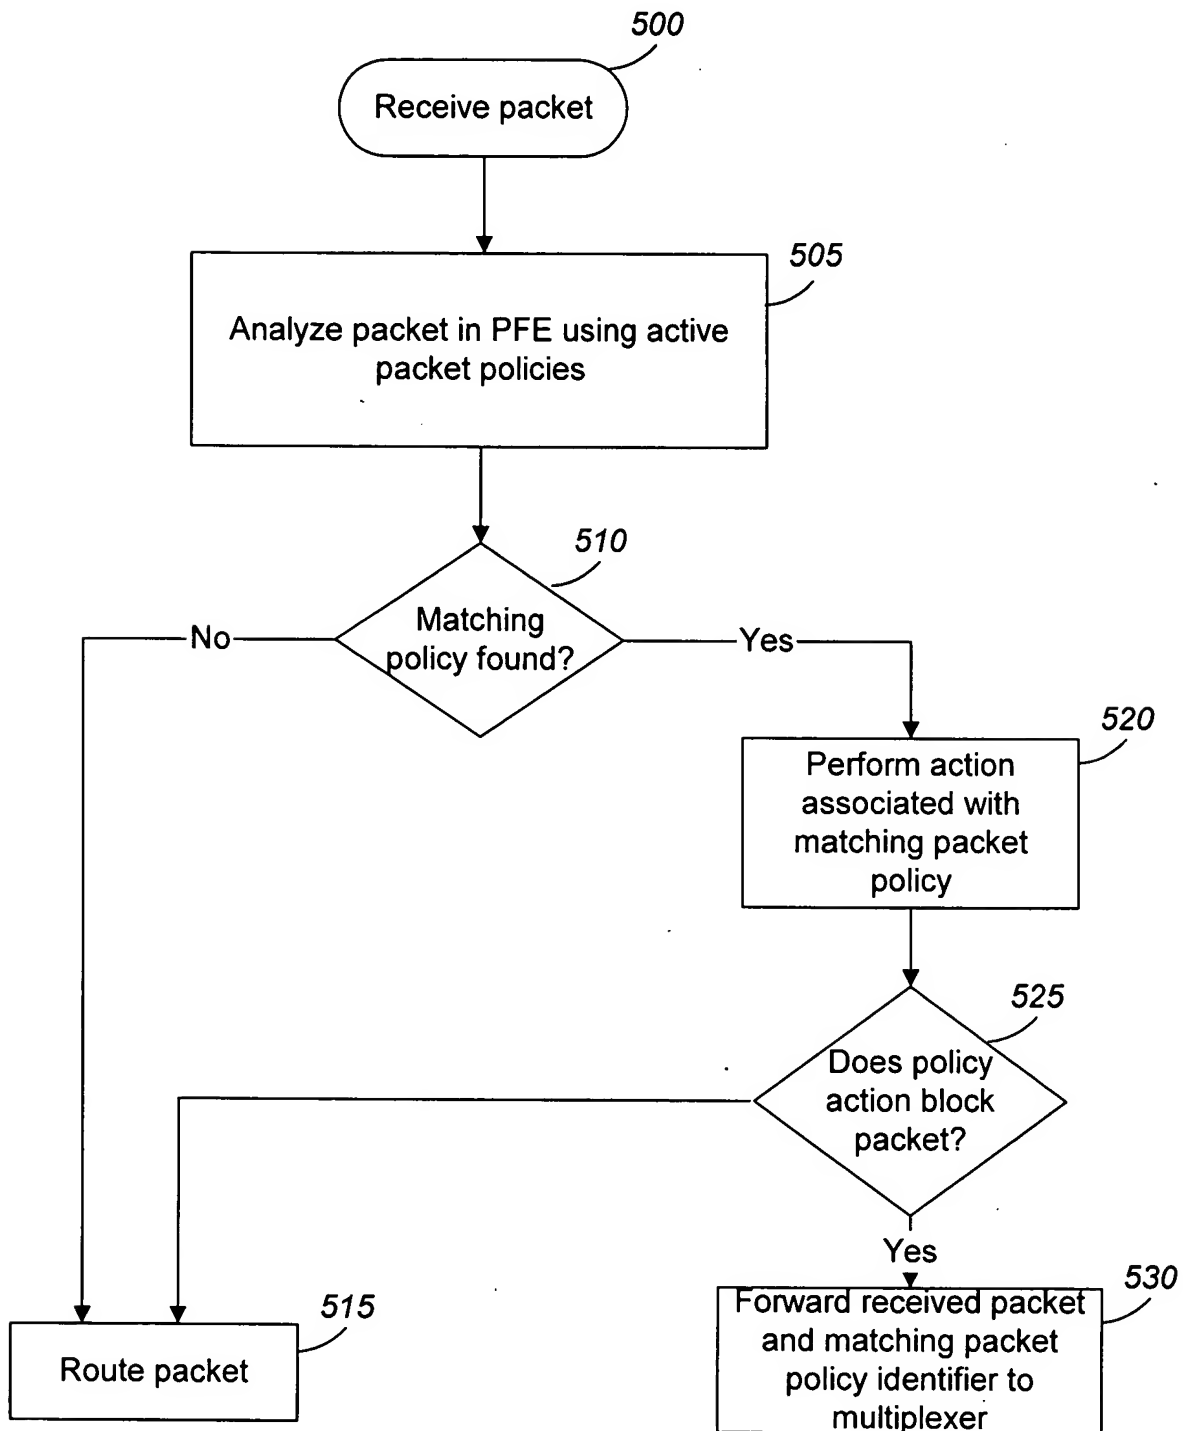 500
Receive packet
505
Analyze packet in PFE using active
packet policies
510
Matching
policy found?
No
Yes
520
Perform action
associated with
matching packet
policy
525
Does policy
action block
packet?
Yes
515
Route packet
530
Forward received packet
and matching packet
policy identifier to
multiplexer